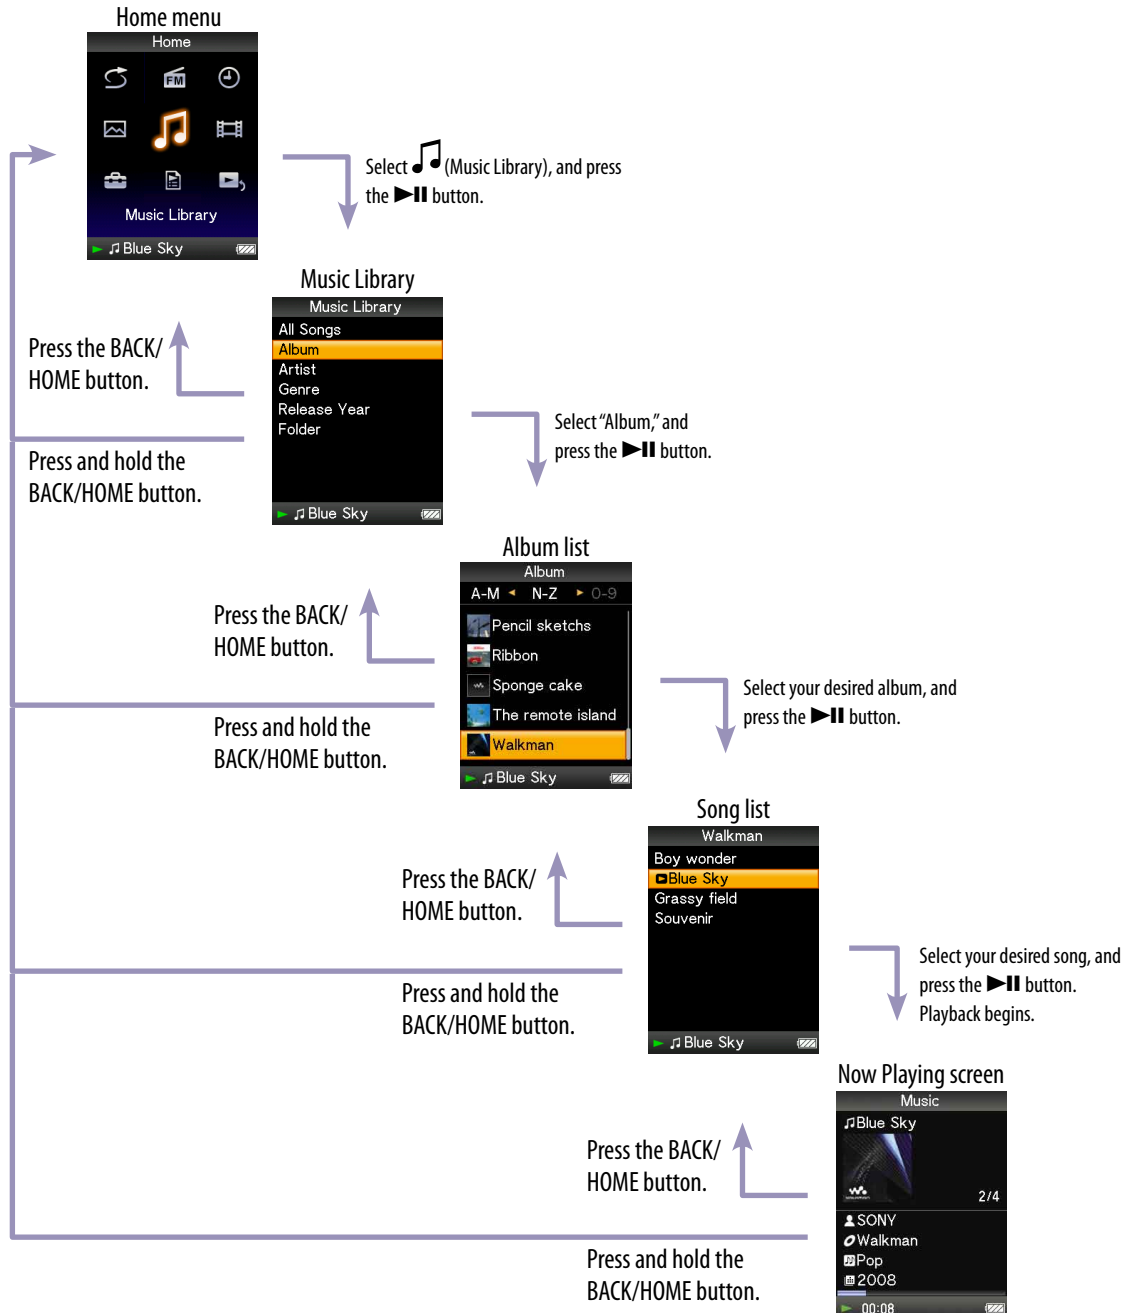 Home menu
Home
FM
Music Library
Blue Sky
Select (Music Library), and press
the button.
Music Library
Music Library
All Songs
Album
Artist
Genre
Release Year
Folder
Blue Sky
Press the BACK/
HOME button.
Press and hold the
BACK/HOME button.
Select “Album,” and
press the button.
Album list
Album
A-M N-Z 0-9
Pencil sketchs
Ribbon
Sponge cake
The remote island
Walkman
Blue Sky
Press the BACK/
HOME button.
Press and hold the
BACK/HOME button.
Select your desired album, and
press the button.
Song list
Walkman
Boy wonder
Blue Sky
Grassy field
Souvenir
Blue Sky
Press the BACK/
HOME button.
Press and hold the
BACK/HOME button.
Select your desired song, and
press the button.
Playback begins.
Now Playing screen
Music
Blue Sky
2/4
SONY
Walkman
Pop
2008
00:08
Press the BACK/
HOME button.
Press and hold the
BACK/HOME button.